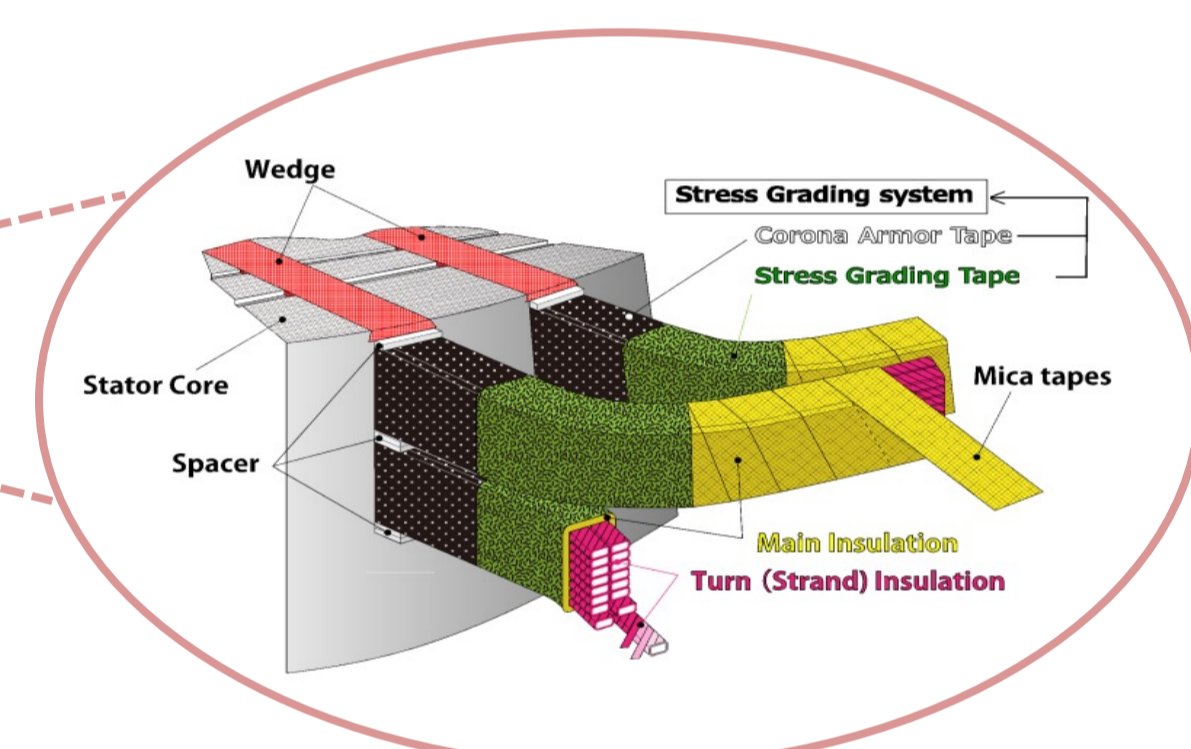 Wedge
Stress Grading system
Corona Armor Tape
Stress Grading Tape
Stator Core
Mica tapes
Spacer
Main Insulation
Turn (Strand) Insulation